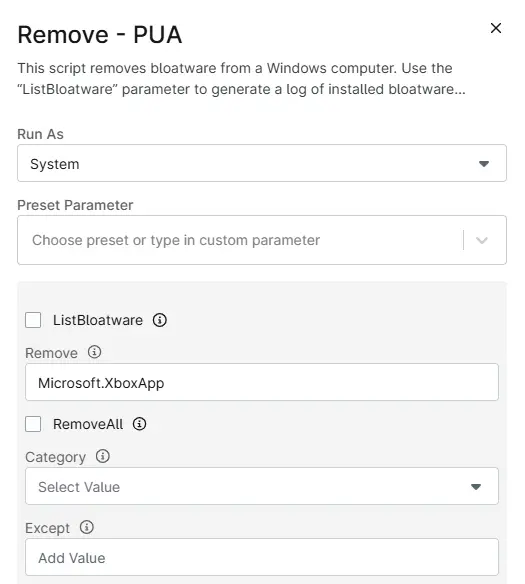 Remove - PUA
This script removes bloatware from a Windows computer. Use the
“ListBloatware” parameter to generate a log of installed bloatware...
Run As
System
Preset Parameter
Choose preset or type in custom parameter
ListBloatware
Remove
Microsoft.XboxApp
RemoveAll
Category
Select Value
Except
Add Value